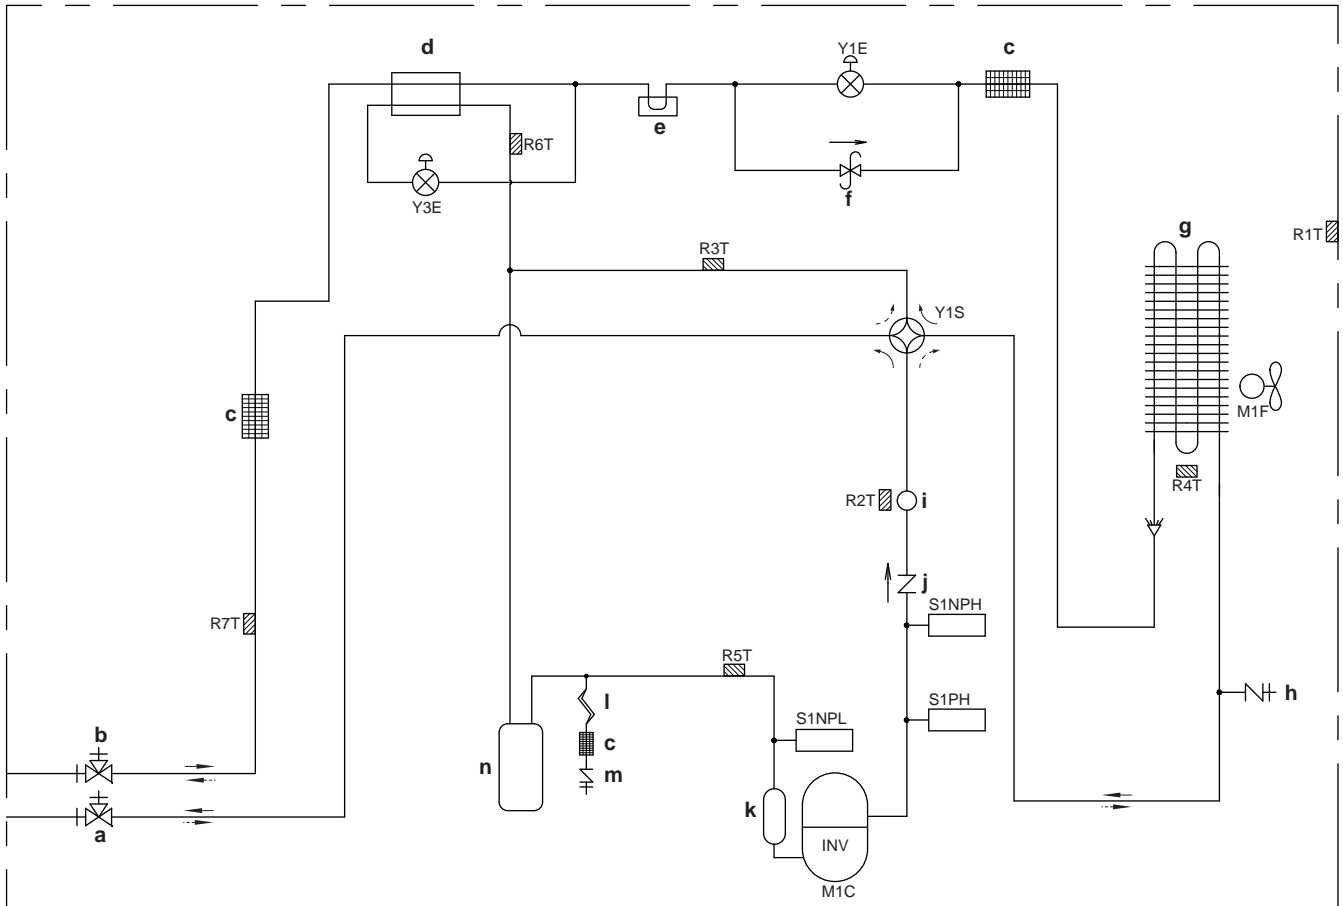 d
Y1E
c
e
R6T
Y3E
f
g
R1T
R3T
Y1S
c
M1F
R4T
R2T
i
j
S1NPH
R7T
R5T
l
h
S1PH
S1NPL
b
c
n
m
k
a
INV
M1C